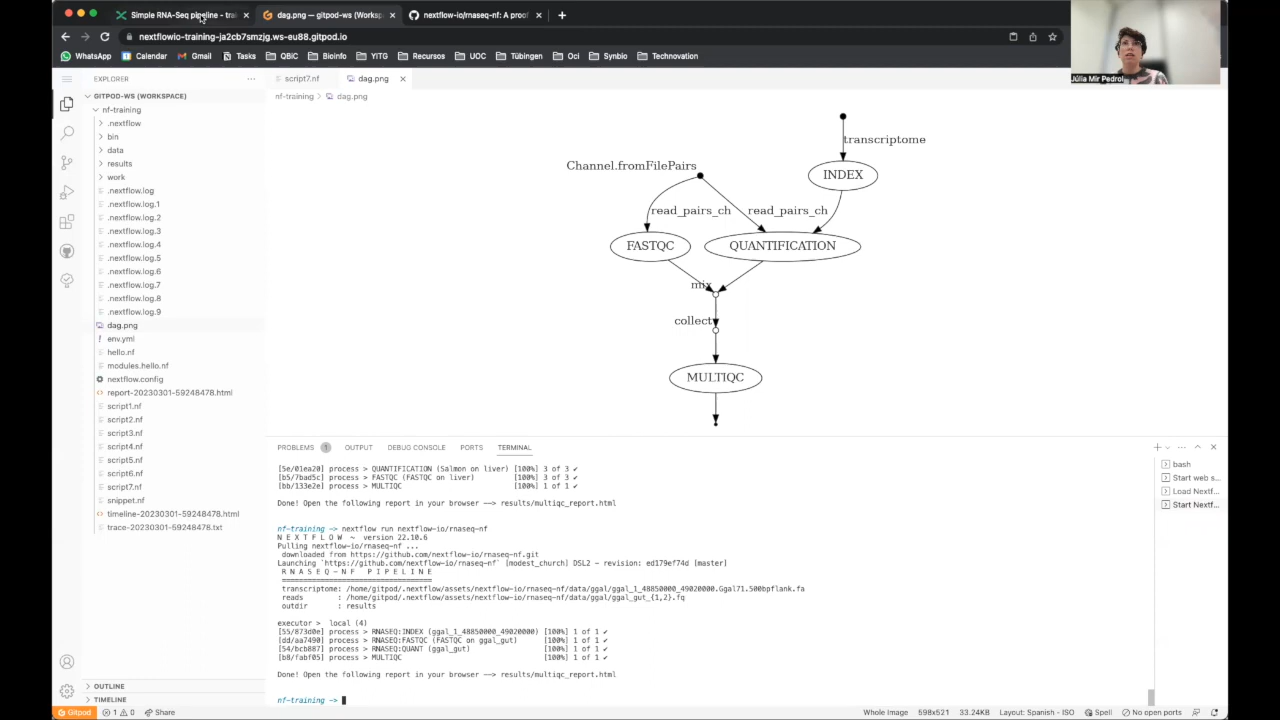 Simple RNA-Seq pipeline - trai
dag.png — gitpod-ws (Worksp
nextflow-io/rnaseq-nf: A proof
nextflowio-training-ja2cb7smzjg.ws-eu88.gitpod.io
WhatsApp Calendar Gmail Tasks QBiC Bioinfo YITG Recursos UOC Tübingen Oci Synbio Technovation
Júlia Mir Pedrol
EXPLORER
script7.nf dag.png
GITPOD-WS (WORKSPACE)
nf-training > dag.png
nf-training
.nextflow
bin
data
results
work
.nextflow.log
.nextflow.log.1
.nextflow.log.2
.nextflow.log.3
.nextflow.log.4
.nextflow.log.5
.nextflow.log.6
.nextflow.log.7
.nextflow.log.8
.nextflow.log.9
dag.png
env.yml
hello.nf
modules.hello.nf
nextflow.config
report-20230301-59248478.html
script1.nf
script2.nf
script3.nf
script4.nf
script5.nf
script6.nf
script7.nf
snippet.nf
timeline-20230301-59248478.html
trace-20230301-59248478.txt
OUTLINE
TIMELINE
transcriptome
Channel.fromFilePairs
INDEX
read_pairs_ch read_pairs_ch
FASTQC QUANTIFICATION
mix
collect
MULTIQC
PROBLEMS 1 OUTPUT DEBUG CONSOLE PORTS TERMINAL
[5e/01ea20] process > QUANTIFICATION (Salmon on liver) [100%] 3 of 3 ✔
[b5/7bad5c] process > FASTQC (FASTQC on liver) [100%] 3 of 3 ✔
[bb/133e2e] process > MULTIQC [100%] 1 of 1 ✔
Done! Open the following report in your browser --> results/multiqc_report.html
nf-training -> nextflow run nextflow-io/rnaseq-nf
N E X T F L O W ~ version 22.10.6
Pulling nextflow-io/rnaseq-nf ...
downloaded from https://github.com/nextflow-io/rnaseq-nf.git
Launching `https://github.com/nextflow-io/rnaseq-nf` [modest_church] DSL2 - revision: ed179ef74d [master]
R N A S E Q - N F P I P E L I N E
===================================
transcriptome: /home/gitpod/.nextflow/assets/nextflow-io/rnaseq-nf/data/ggal/ggal_1_48850000_49020000.Ggal71.500bpflank.fa
reads : /home/gitpod/.nextflow/assets/nextflow-io/rnaseq-nf/data/ggal/ggal_gut_{1,2}.fq
outdir : results
executor > local (4)
[55/873d0e] process > RNASEQ:INDEX (ggal_1_48850000_49020000) [100%] 1 of 1 ✔
[dd/aa7490] process > RNASEQ:FASTQC (FASTQC on ggal_gut) [100%] 1 of 1 ✔
[54/bcb887] process > RNASEQ:QUANT (ggal_gut) [100%] 1 of 1 ✔
[b8/fabf05] process > MULTIQC [100%] 1 of 1 ✔
Done! Open the following report in your browser --> results/multiqc_report.html
nf-training ->
bash
Start web s...
Load Nextf...
Start Nextf...
Gitpod 1 0 Share
Whole Image 598x521 33.24KB Layout: Spanish - ISO Spell No open ports